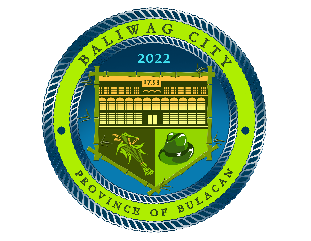 BALIWAG CITY
2022
1733
PROVINCE OF BULACAN